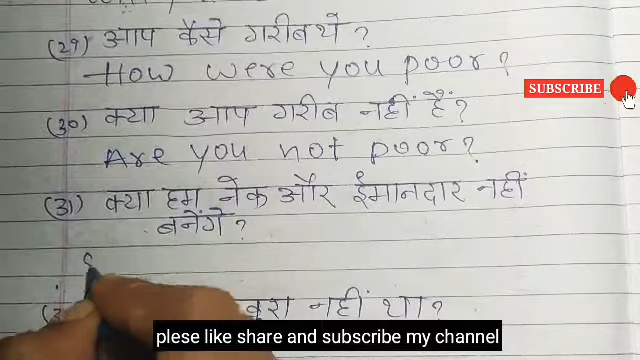 (29) आप कैसे गरीब थे ?
How were you poor ?
SUBSCRIBE
(30) क्या आप गरीब नहीं हैं ?
Are you not poor ?
(31) क्या हम नेक और ईमानदार नहीं
बनेंगे ?
नहीं था ?
plese like share and subscribe my channel